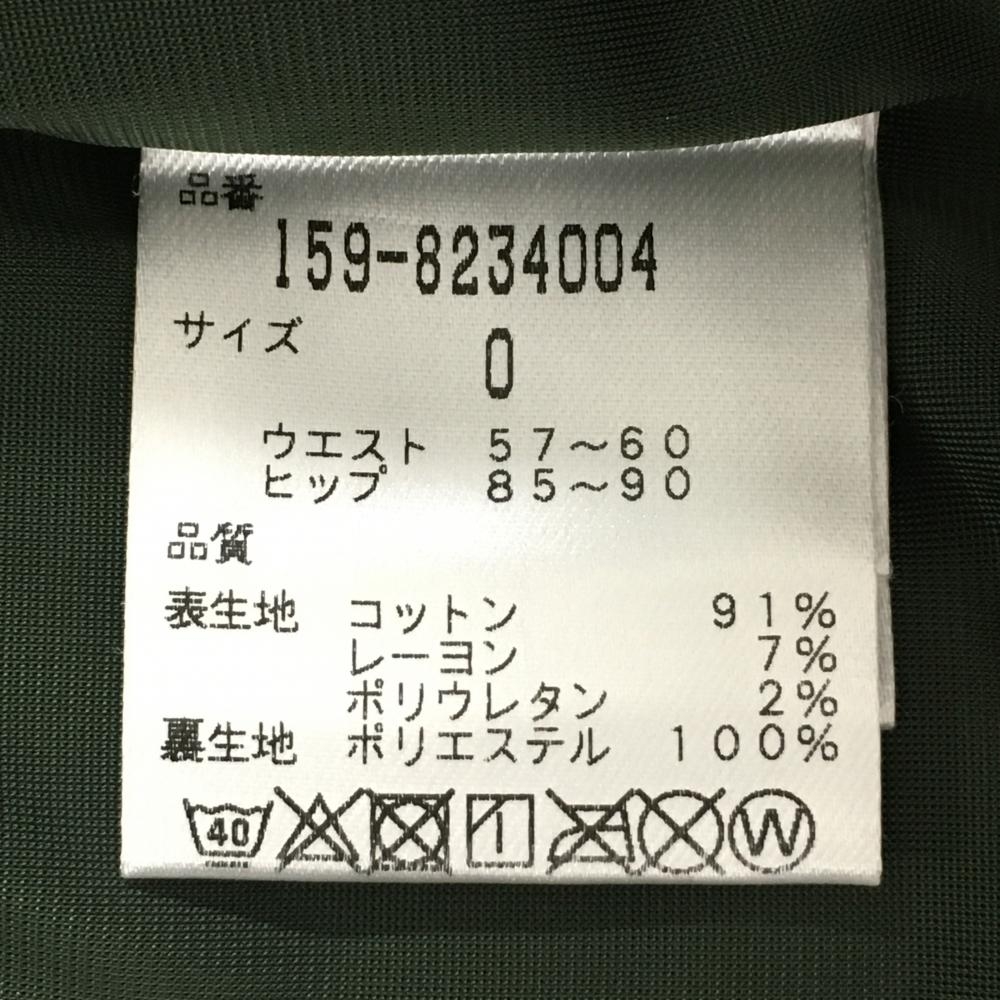 品番
159-8234004
サイズ
0
ウエスト 57～60
ヒップ 85～90
品質
表生地 コットン 91%
レーヨン 7%
ポリウレタン 2%
裏生地 ポリエステル 100%
40 W